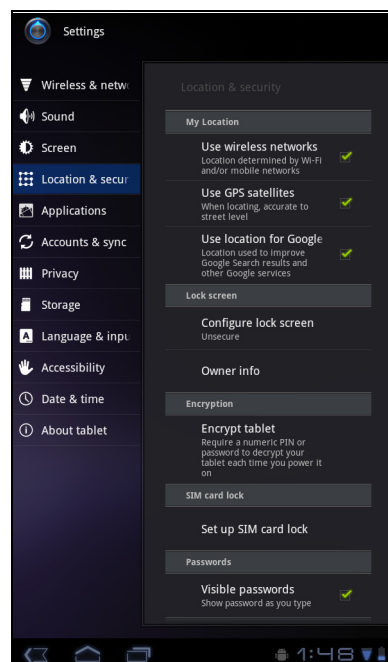 Settings
Wireless & netwo
Sound
Screen
Location & secur
Applications
Accounts & sync
Privacy
Storage
Language & inpu
Accessibility
Date & time
About tablet
Location & security
My Location
Use wireless networks
Location determined by Wi-Fi
and/or mobile networks
Use GPS satellites
When locating, accurate to
street level
Use location for Google
Location used to improve
Google Search results and
other Google services
Lock screen
Configure lock screen
Unsecure
Owner info
Encryption
Encrypt tablet
Require a numeric PIN or
password to decrypt your
tablet each time you power it
on
SIM card lock
Set up SIM card lock
Passwords
Visible passwords
Show password as you type
1:48